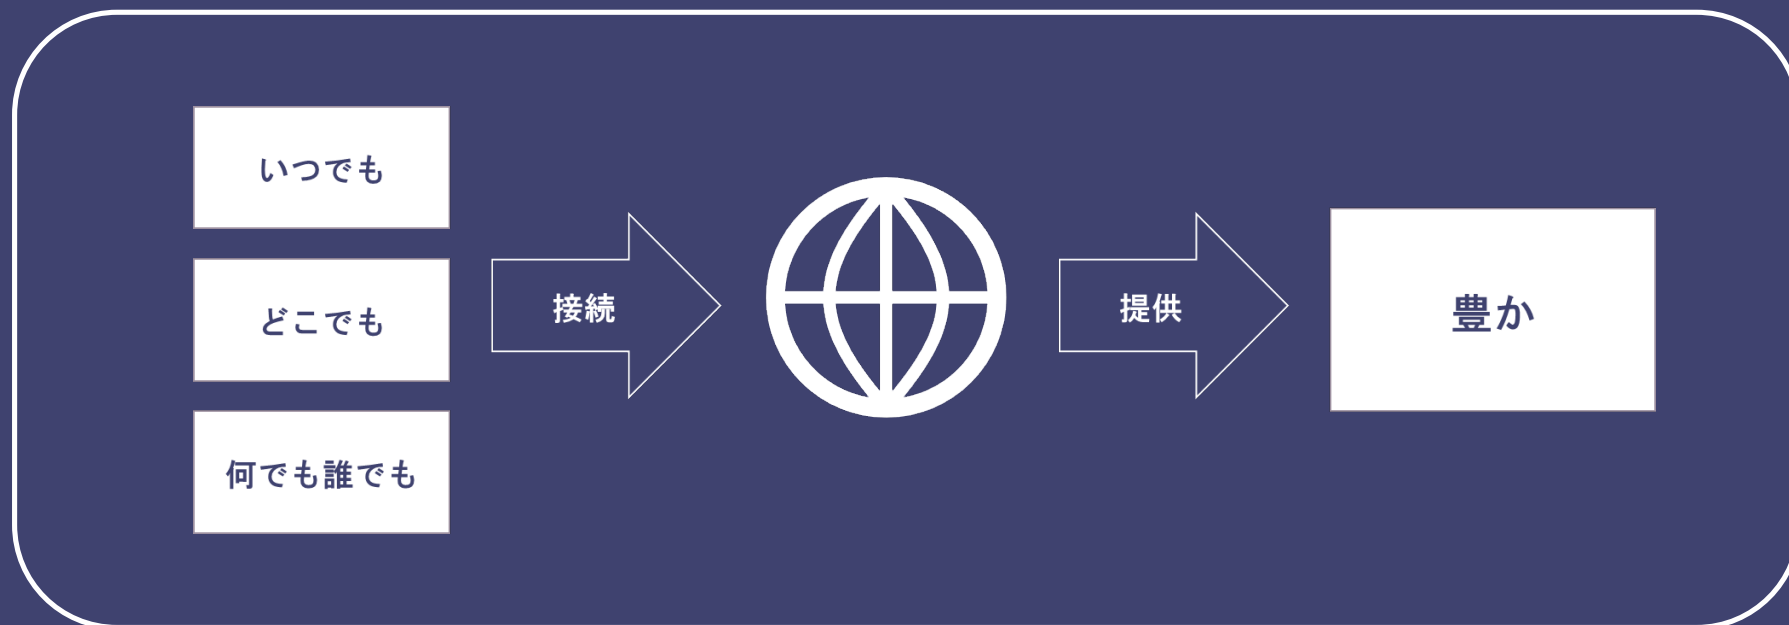 いつでも
どこでも
何でも誰でも
接続
提供
豊か